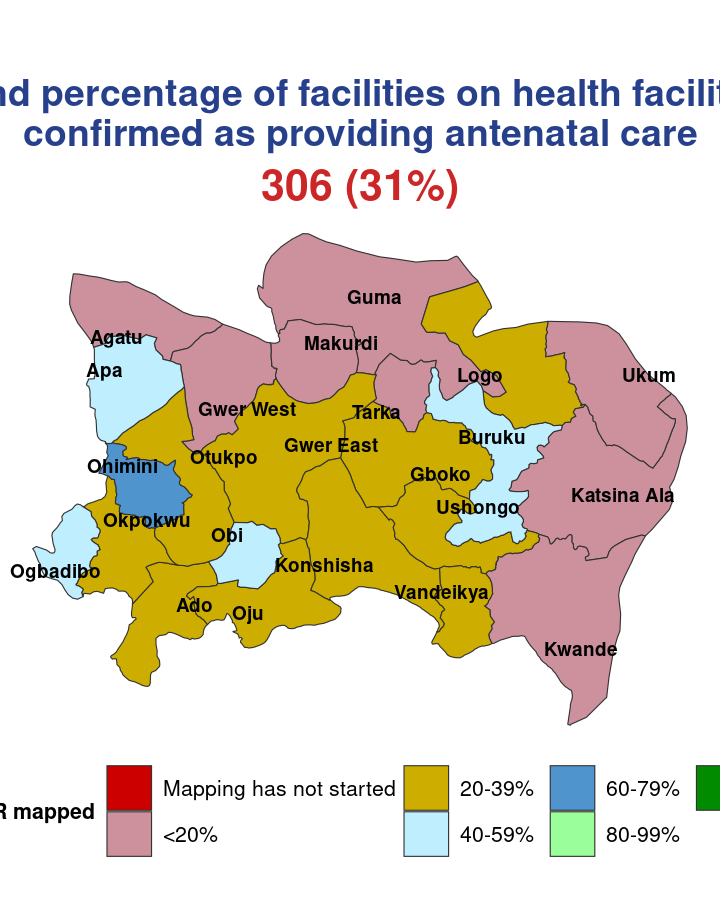 nd percentage of facilities on health facilit
confirmed as providing antenatal care
306 (31%)
Guma
Agatu
Makurdi
Apa
Logo
Ukum
Gwer West
Tarka
Buruku
Gwer East
Otukpo
Ohimini
Gboko
Katsina Ala
Ushongo
Okpokwu
Obi
Konshisha
Ogbadibo
Vandeikya
Ado
Oju
Kwande
R mapped
Mapping has not started
20-39%
60-79%
<20%
40-59%
80-99%